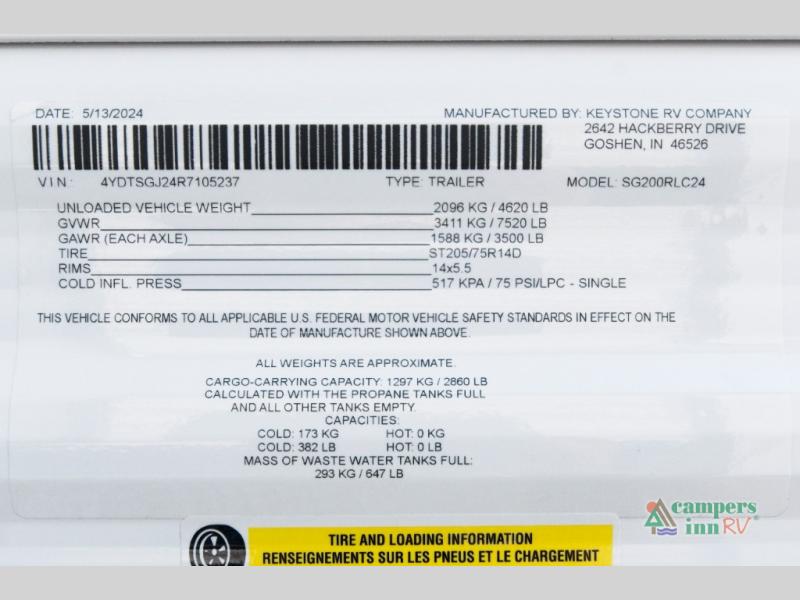 DATE: 5/13/2024 MANUFACTURED BY: KEYSTONE RV COMPANY
2642 HACKBERRY DRIVE
GOSHEN, IN 46526
VIN: 4YDTSGJ24R7105237 TYPE: TRAILER MODEL: SG200RLC24
UNLOADED VEHICLE WEIGHT 2096 KG / 4620 LB
GVWR 3411 KG / 7520 LB
GAWR (EACH AXLE) 1588 KG / 3500 LB
TIRE ST205/75R14D
RIMS 14x5.5
COLD INFL. PRESS 517 KPA / 75 PSI/LPC - SINGLE
THIS VEHICLE CONFORMS TO ALL APPLICABLE U.S. FEDERAL MOTOR VEHICLE SAFETY STANDARDS IN EFFECT ON THE
DATE OF MANUFACTURE SHOWN ABOVE.
ALL WEIGHTS ARE APPROXIMATE.
CARGO-CARRYING CAPACITY: 1297 KG / 2860 LB
CALCULATED WITH THE PROPANE TANKS FULL
AND ALL OTHER TANKS EMPTY.
CAPACITIES:
COLD: 173 KG HOT: 0 KG
COLD: 382 LB HOT: 0 LB
MASS OF WASTE WATER TANKS FULL:
293 KG / 647 LB
campers
inn RV®
TIRE AND LOADING INFORMATION
RENSEIGNEMENTS SUR LES PNEUS ET LE CHARGEMENT